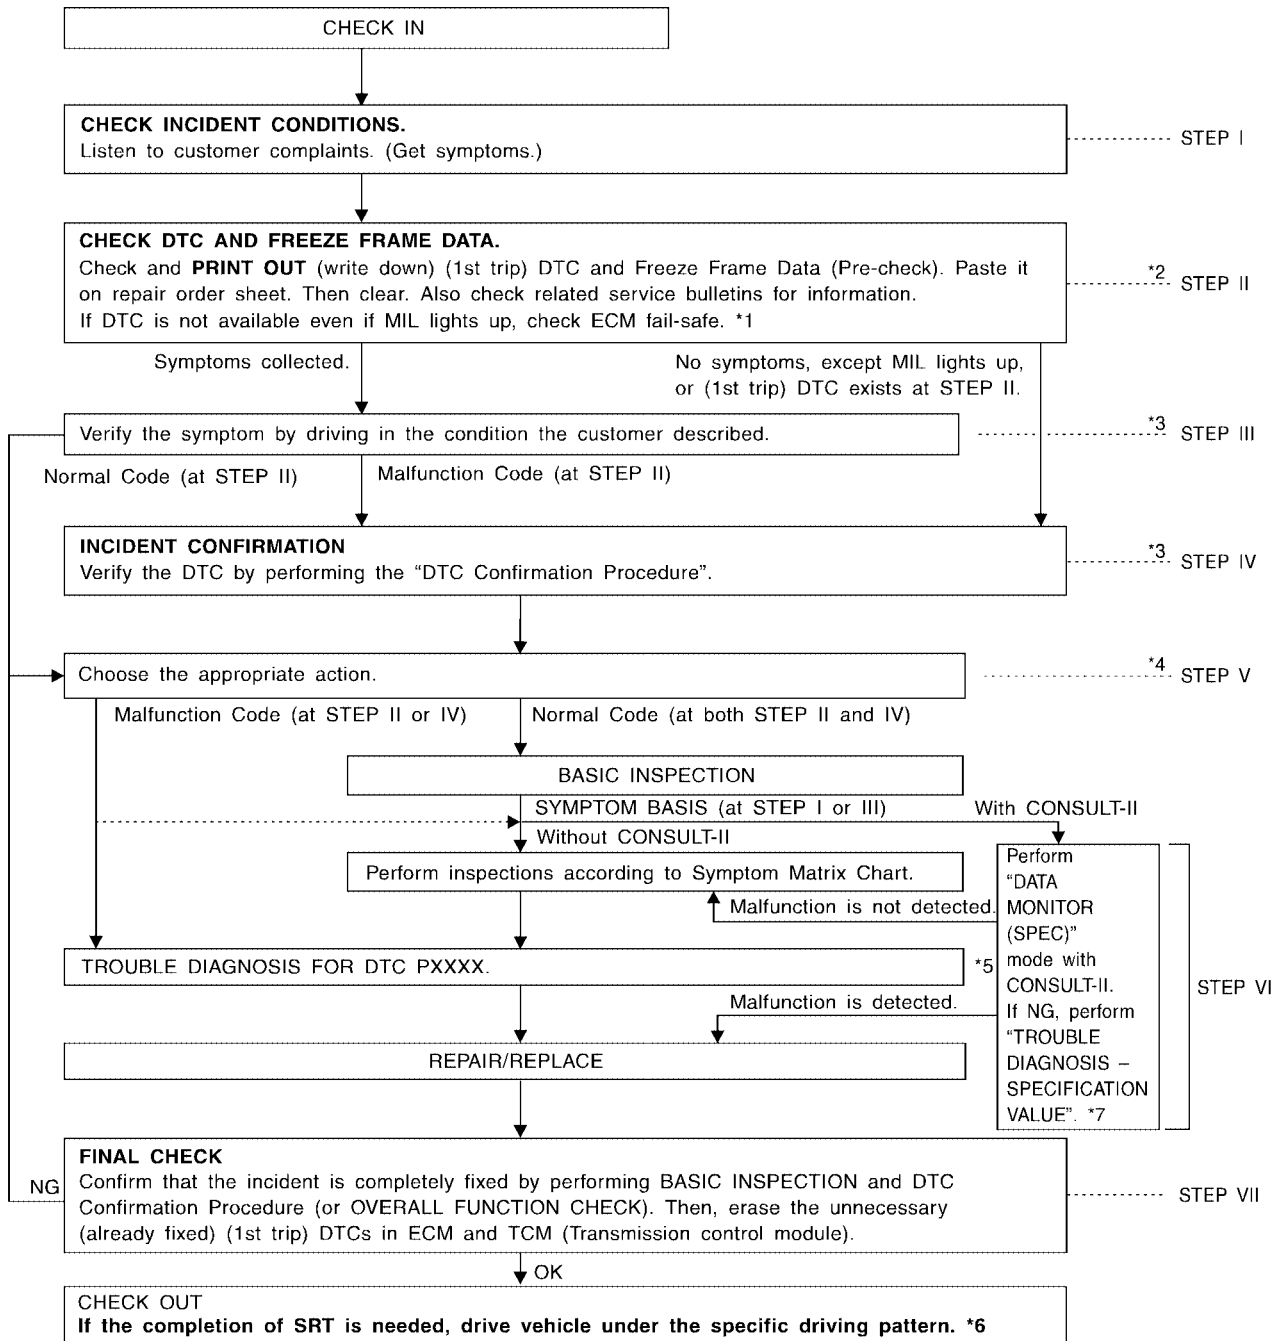 CHECK IN
CHECK INCIDENT CONDITIONS.
Listen to customer complaints. (Get symptoms.)
STEP I
CHECK DTC AND FREEZE FRAME DATA.
Check and PRINT OUT (write down) (1st trip) DTC and Freeze Frame Data (Pre-check). Paste it
on repair order sheet. Then clear. Also check related service bulletins for information.
If DTC is not available even if MIL lights up, check ECM fail-safe. *1
*2
STEP II
Symptoms collected.
No symptoms, except MIL lights up,
or (1st trip) DTC exists at STEP II.
Verify the symptom by driving in the condition the customer described.
*3
STEP III
Normal Code (at STEP II)
Malfunction Code (at STEP II)
INCIDENT CONFIRMATION
Verify the DTC by performing the “DTC Confirmation Procedure”.
*3
STEP IV
Choose the appropriate action.
*4
STEP V
Malfunction Code (at STEP II or IV)
Normal Code (at both STEP II and IV)
BASIC INSPECTION
SYMPTOM BASIS (at STEP I or III)
With CONSULT-II
Without CONSULT-II
Perform inspections according to Symptom Matrix Chart.
Malfunction is not detected.
Perform
“DATA
MONITOR
(SPEC)”
mode with
CONSULT-II.
If NG, perform
“TROUBLE
DIAGNOSIS –
SPECIFICATION
VALUE”. *7
STEP VI
TROUBLE DIAGNOSIS FOR DTC PXXXX.
*5
Malfunction is detected.
REPAIR/REPLACE
FINAL CHECK
Confirm that the incident is completely fixed by performing BASIC INSPECTION and DTC
Confirmation Procedure (or OVERALL FUNCTION CHECK). Then, erase the unnecessary
(already fixed) (1st trip) DTCs in ECM and TCM (Transmission control module).
NG
STEP VII
OK
CHECK OUT
If the completion of SRT is needed, drive vehicle under the specific driving pattern. *6